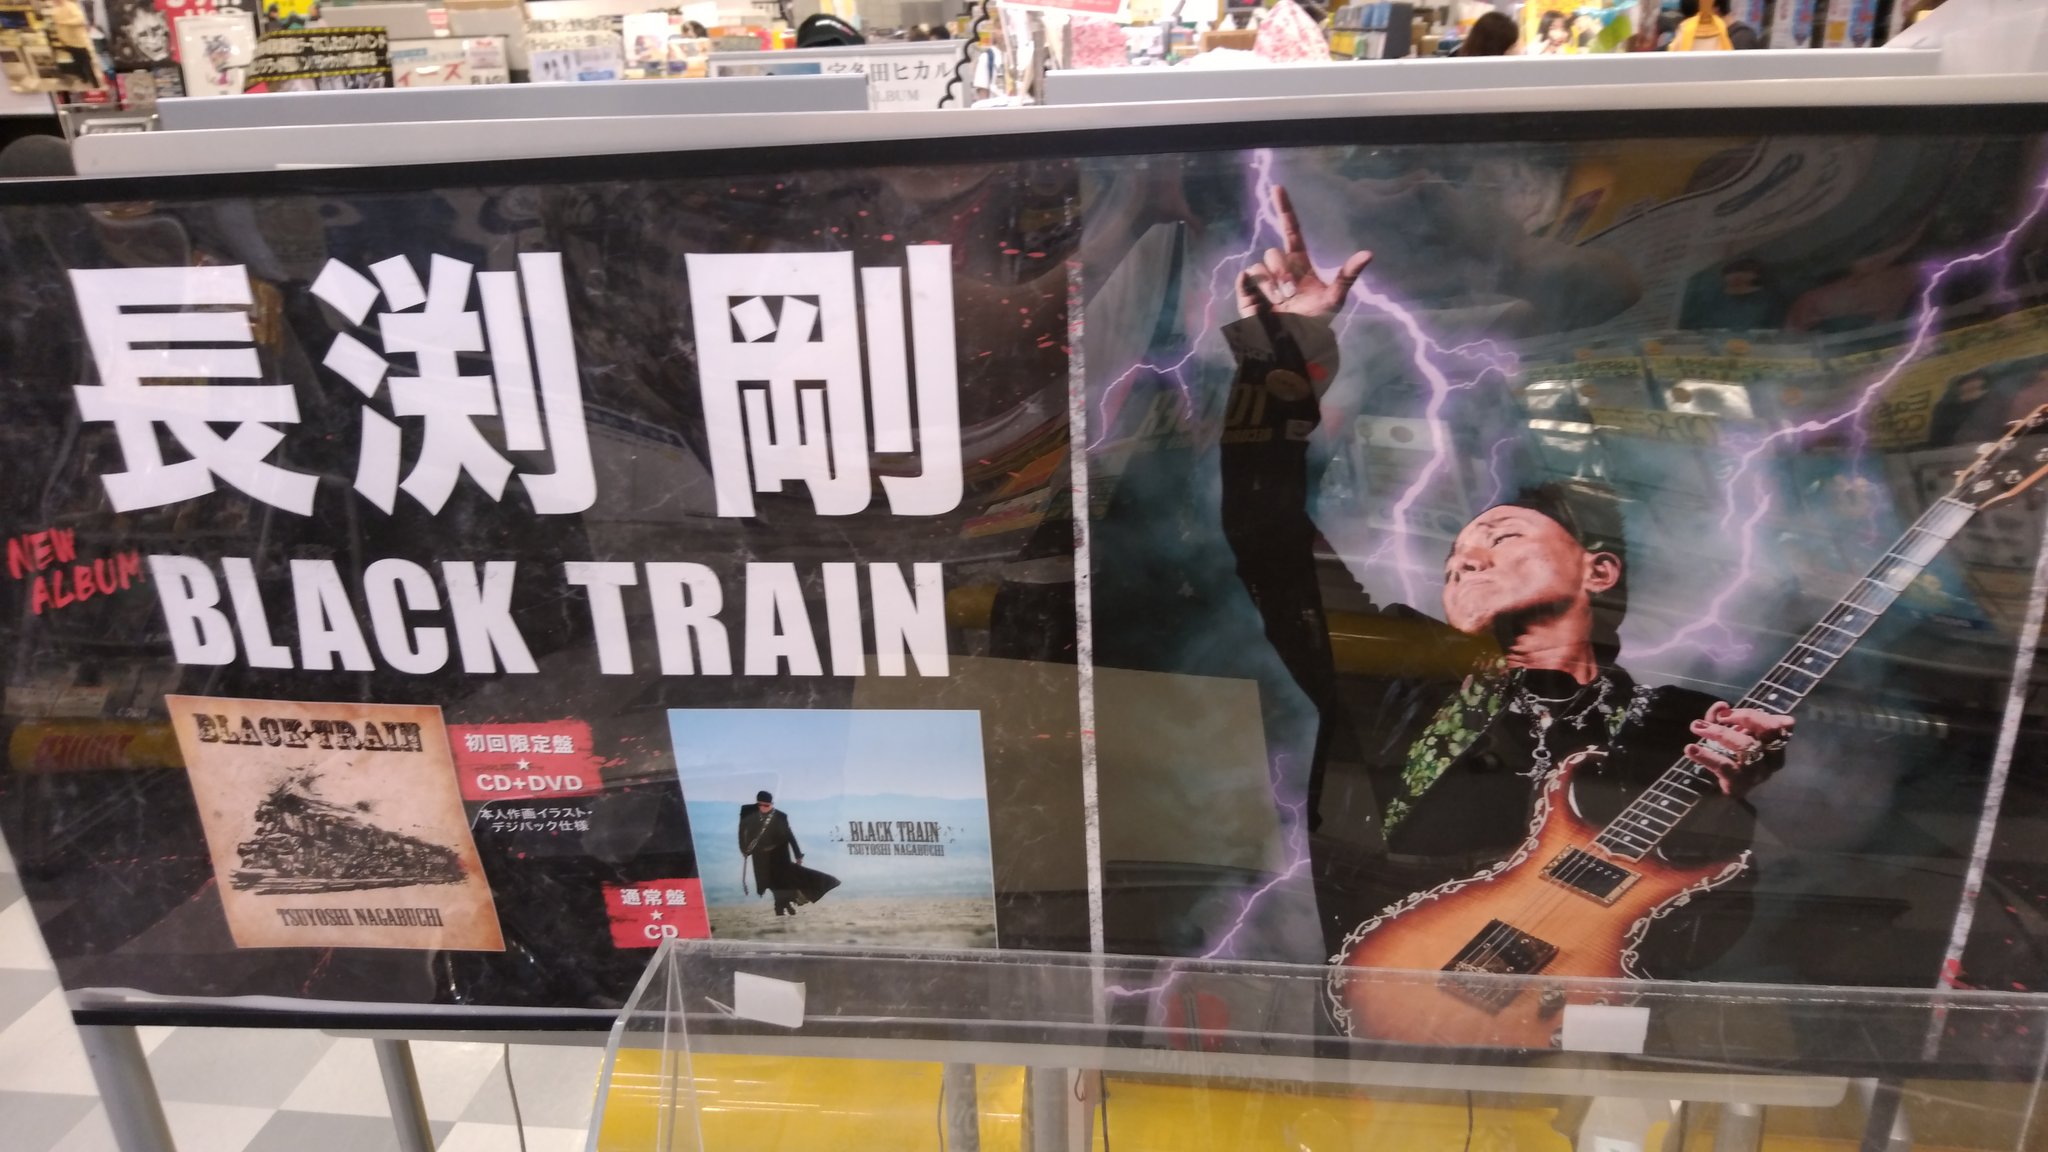 宇多田ヒカル
ALBUM
長渕 剛
NEW
ALBUM
BLACK TRAIN
BLACK★TRAIN
TSUYOSHI NAGABUCHI
初回限定盤
★
CD+DVD
本人作画イラスト・
デジパック仕様
BLACK TRAIN
TSUYOSHI NAGABUCHI
通常盤
★
CD